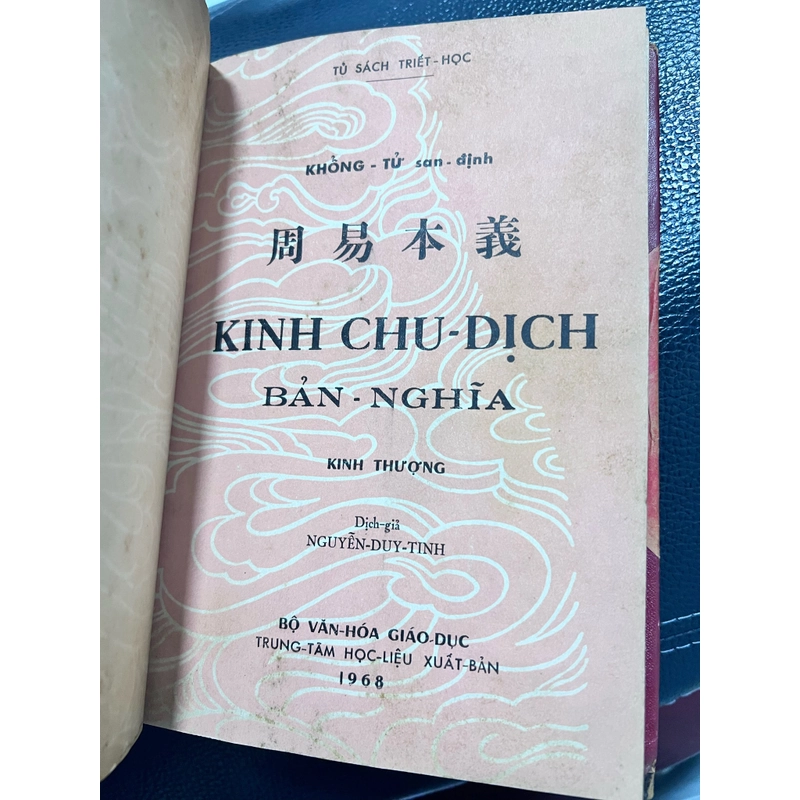 TỦ SÁCH TRIẾT-HỌC
KHỔNG-TỬ san-định
周易本義
KINH CHU-DỊCH
BẢN-NGHĨA
KINH THƯỢNG
Dịch-giả
NGUYỄN-DUY-TINH
BỘ VĂN-HÓA GIÁO-DỤC
TRUNG-TÂM HỌC-LIỆU XUẤT-BẢN
1968